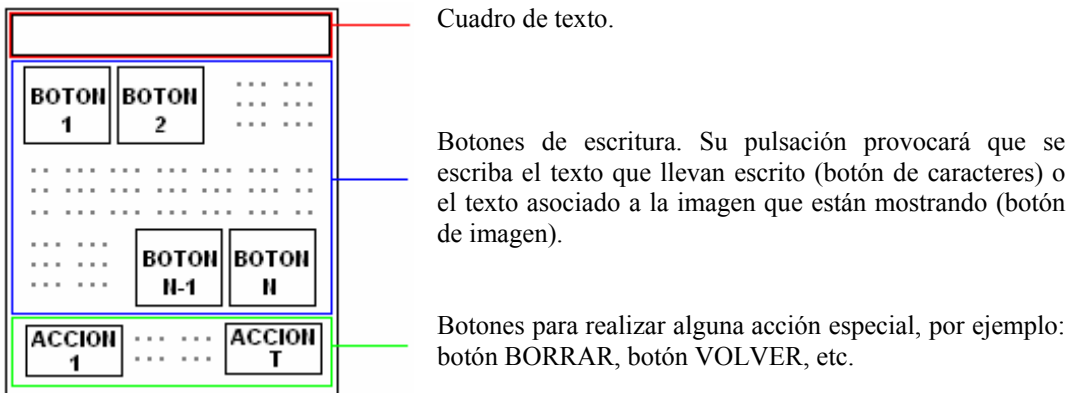 Cuadro de texto.
BOTON BOTON
1 2
Botones de escritura. Su pulsación provocará que se
escriba el texto que llevan escrito (botón de caracteres) o
el texto asociado a la imagen que están mostrando (botón
de imagen).
BOTON BOTON
N-1 N
ACCION ACCION
1 T
Botones para realizar alguna acción especial, por ejemplo:
botón BORRAR, botón VOLVER, etc.